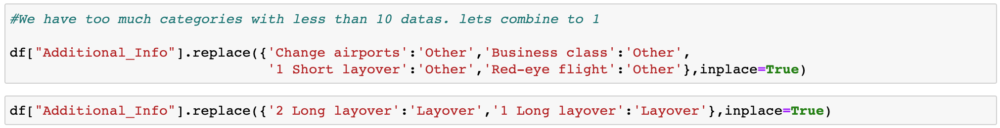 #We have too much categories with less than 10 datas. lets combine to 1
df["Additional_Info"].replace({'Change airports':'Other','Business class':'Other',
'1 Short layover':'Other','Red-eye flight':'Other'},inplace=True)
df["Additional_Info"].replace({'2 Long layover':'Layover','1 Long layover':'Layover'},inplace=True)